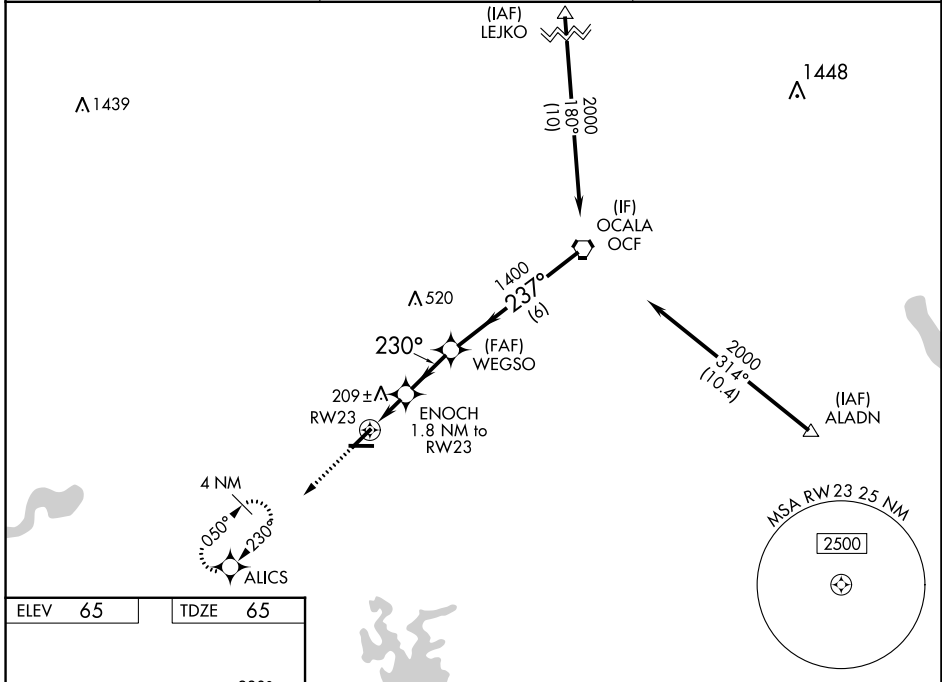 (IAF)
LEJKO
1439
1448
2000
180°
(10)
(IF)
OCALA
OCF
1400
237°
(6)
520
230°
(FAF)
WEGSO
2000
314°
(10.4)
209 ±
RW23
ENOCH
1.8 NM to
RW23
(IAF)
ALADN
4 NM
050°
230°
ALICS
MSA RW 23 25 NM
2500
ELEV 65
TDZE 65